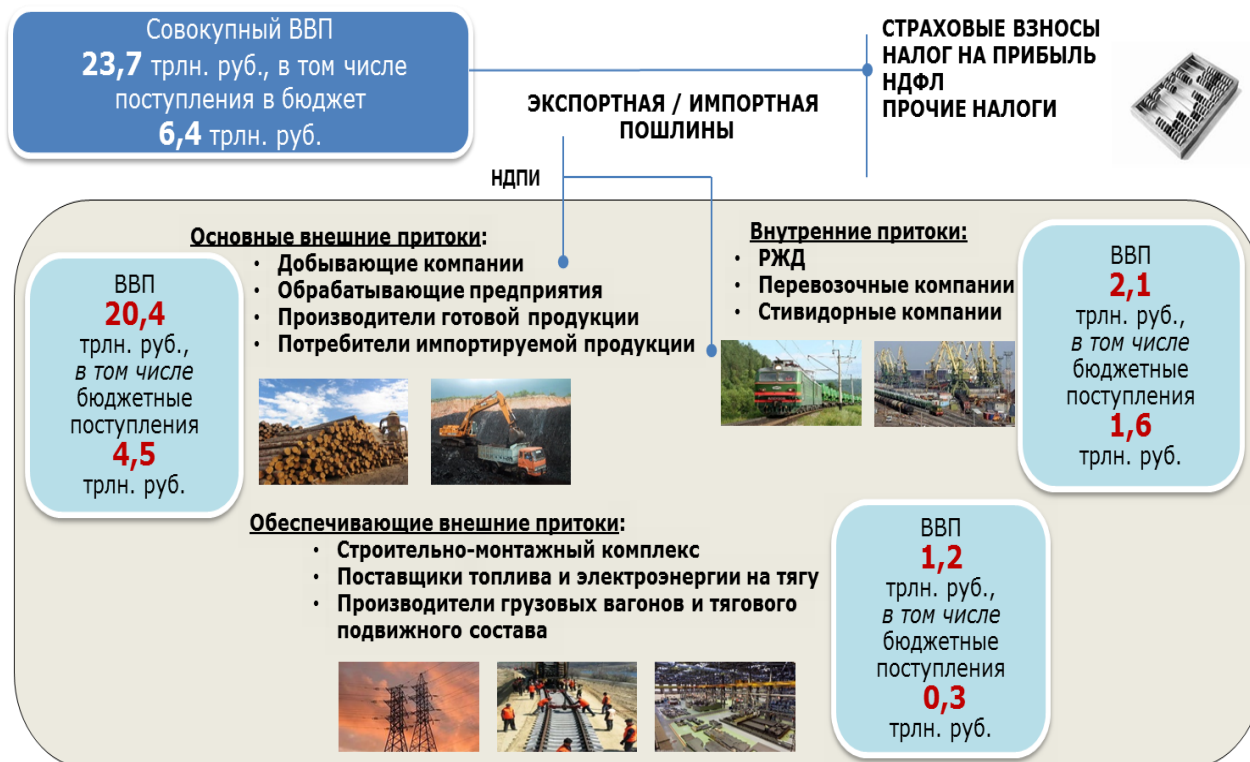 Совокупный ВВП
23,7 трлн. руб., в том числе
поступления в бюджет
6,4 трлн. руб.
СТРАХОВЫЕ ВЗНОСЫ
НАЛОГ НА ПРИБЫЛЬ
НДФЛ
ПРОЧИЕ НАЛОГИ
ЭКСПОРТНАЯ / ИМПОРТНАЯ
ПОШЛИНЫ
НДПИ
Основные внешние притоки:
• Добывающие компании
• Обрабатывающие предприятия
• Производители готовой продукции
• Потребители импортируемой продукции
ВВП
20,4
трлн. руб.,
в том числе
бюджетные
поступления
4,5
трлн. руб.
Внутренние притоки:
• РЖД
• Перевозочные компании
• Стивидорные компании
ВВП
2,1
трлн. руб.,
в том числе
бюджетные
поступления
1,6
трлн. руб.
Обеспечивающие внешние притоки:
• Строительно-монтажный комплекс
• Поставщики топлива и электроэнергии на тягу
• Производители грузовых вагонов и тягового
подвижного состава
ВВП
1,2
трлн. руб.,
в том числе
бюджетные
поступления
0,3
трлн. руб.